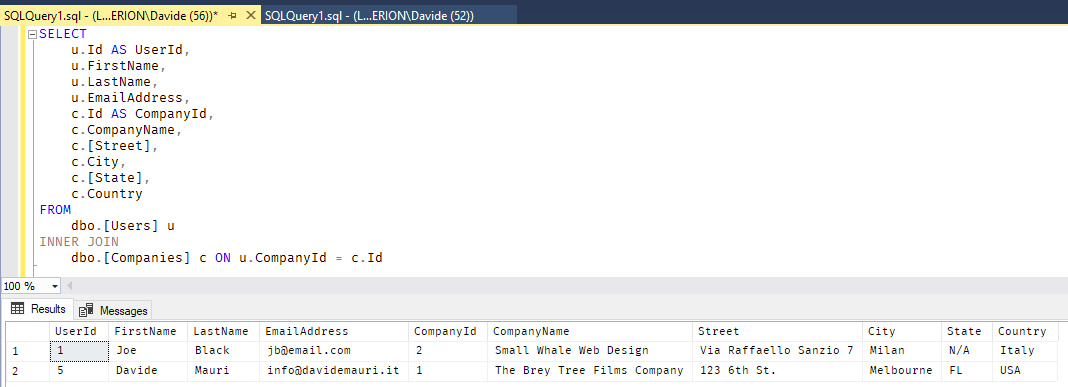 SQLQuery1.sql - (L...ERION\Davide (56))* SQLQuery1.sql - (L...ERION\Davide (52))
SELECT
u.Id AS UserId,
u.FirstName,
u.LastName,
u.EmailAddress,
c.Id AS CompanyId,
c.CompanyName,
c.[Street],
c.City,
c.[State],
c.Country
FROM
dbo.[Users] u
INNER JOIN
dbo.[Companies] c ON u.CompanyId = c.Id
100 %
Results Messages
UserId FirstName LastName EmailAddress CompanyId CompanyName Street City State Country
1 1 Joe Black jb@email.com 2 Small Whale Web Design Via Raffaello Sanzio 7 Milan N/A Italy
2 5 Davide Mauri info@davidemauri.it 1 The Brey Tree Films Company 123 6th St. Melbourne FL USA